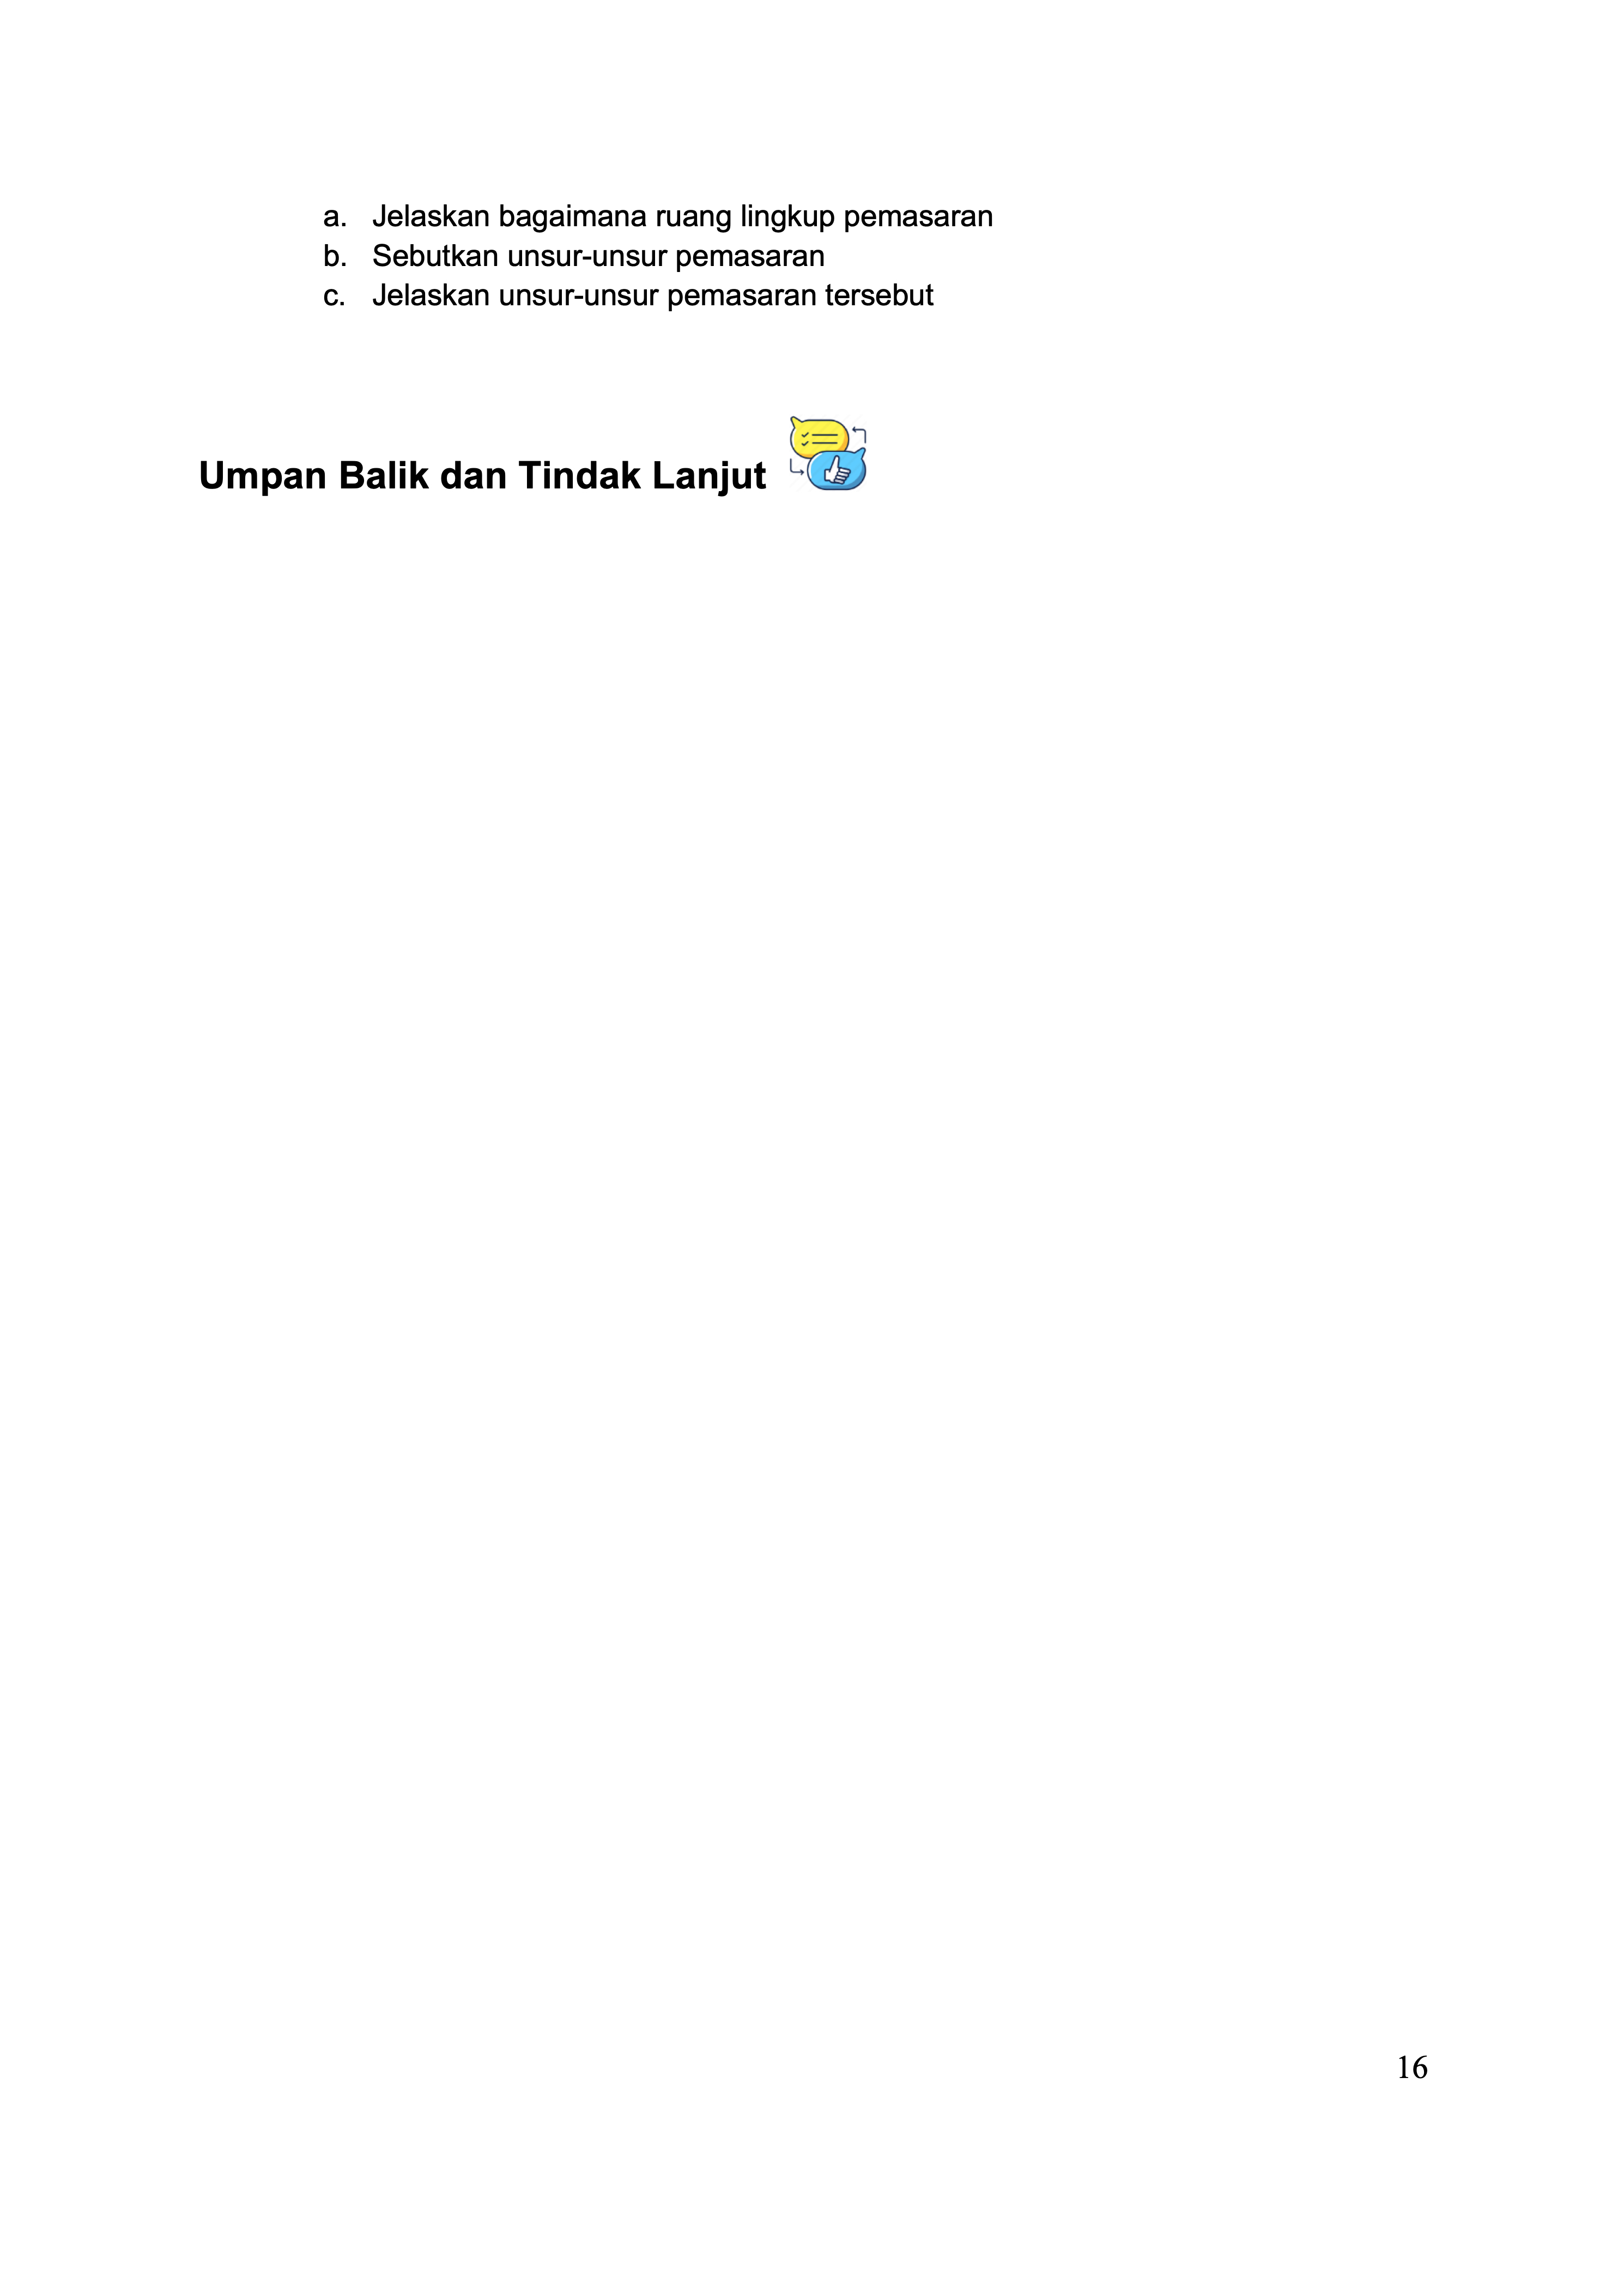 a. Jelaskan bagaimana ruang lingkup pemasaran
b. Sebutkan unsur-unsur pemasaran
c. Jelaskan unsur-unsur pemasaran tersebut
Umpan Balik dan Tindak Lanjut
16